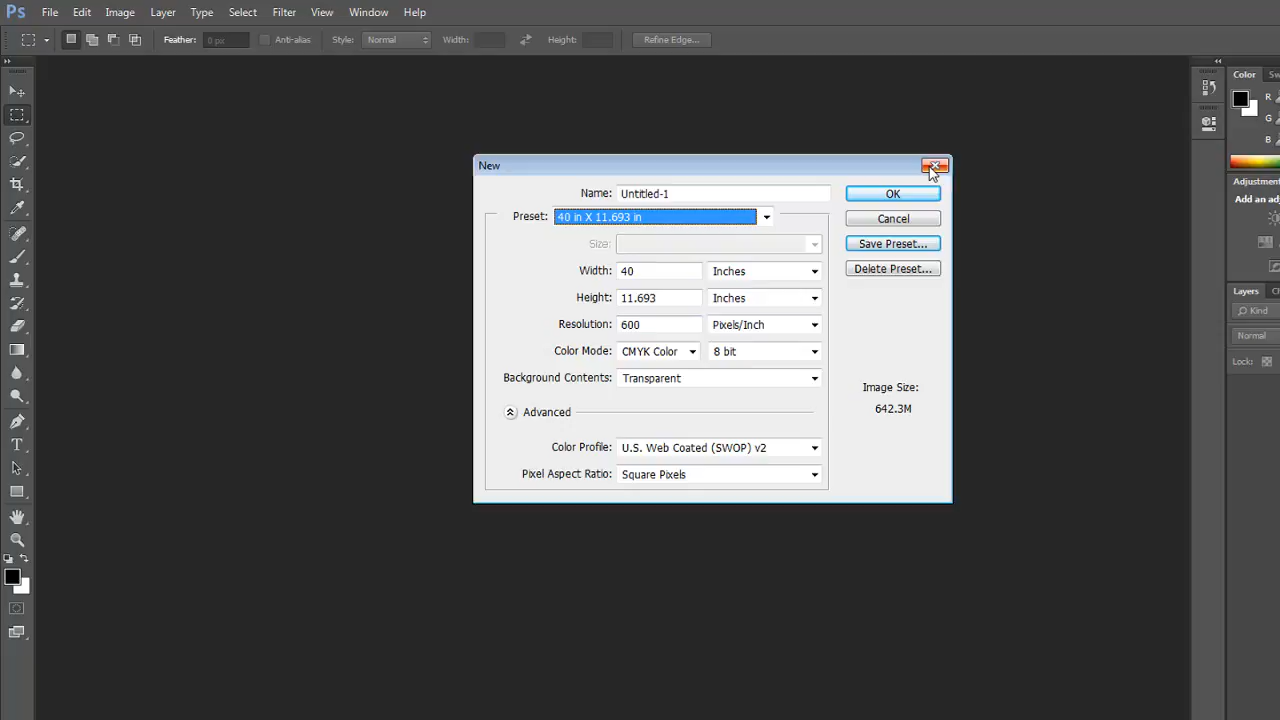 Ps File Edit Image Layer Type Select Filter View Window Help
Feather: 0 px Anti-alias Style: Normal Width: Height: Refine Edge...
Color
R
G
B
New
Name: Untitled-1 OK
Preset: 40 in X 11.693 in Cancel
Size: Save Preset...
Width: 40 Inches Delete Preset...
Height: 11.693 Inches
Resolution: 600 Pixels/Inch
Color Mode: CMYK Color 8 bit
Background Contents: Transparent
Image Size:
642.3M
Advanced
Color Profile: U.S. Web Coated (SWOP) v2
Pixel Aspect Ratio: Square Pixels
Add an
Layers
Kind
Normal
Lock:
T